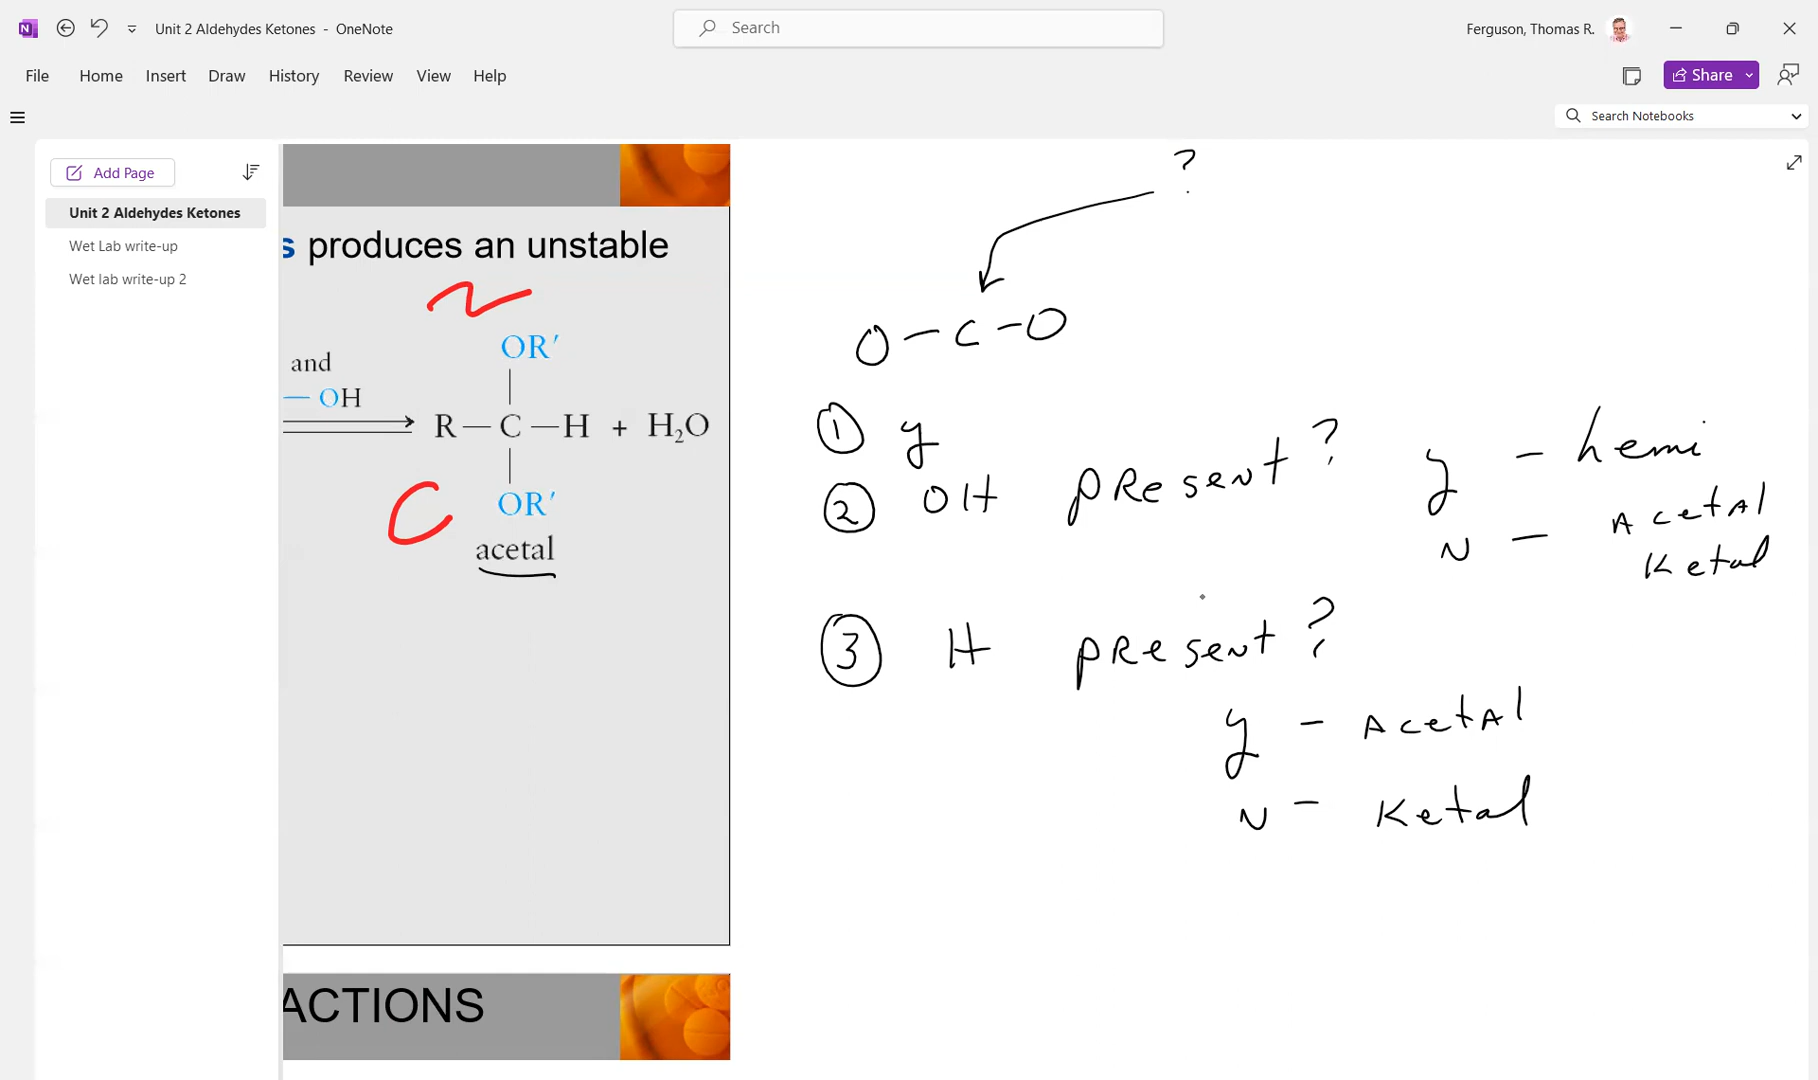 Unit 2 Aldehydes Ketones - OneNote
Search
Ferguson, Thomas R.
File Home Insert Draw History Review View Help
Share
Search Notebooks
Add Page
Unit 2 Aldehydes Ketones
Wet Lab write-up
Wet lab write-up 2
s produces an unstable
OR′
and
— OH
R — C — H + H₂O
OR′
acetal
ACTIONS
?
O - C - O
① y
② OH present? y - hemi
N - Acetal
Ketal
③ H present?
y - Acetal
N - Ketal